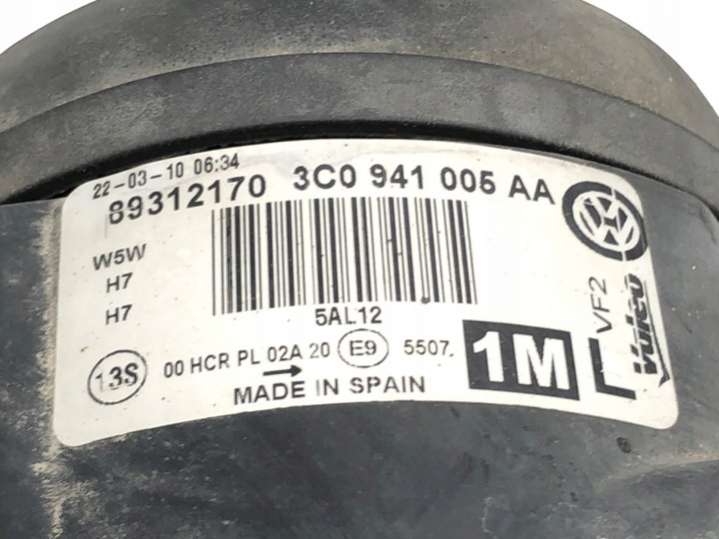 22-03-10 06:34
89312170 3C0 941 005 AA
W5W
H7
H7
5AL12
VF2
Valeo
13S 00 HCR PL 02A 20 E9 5507.
1M L
MADE IN SPAIN